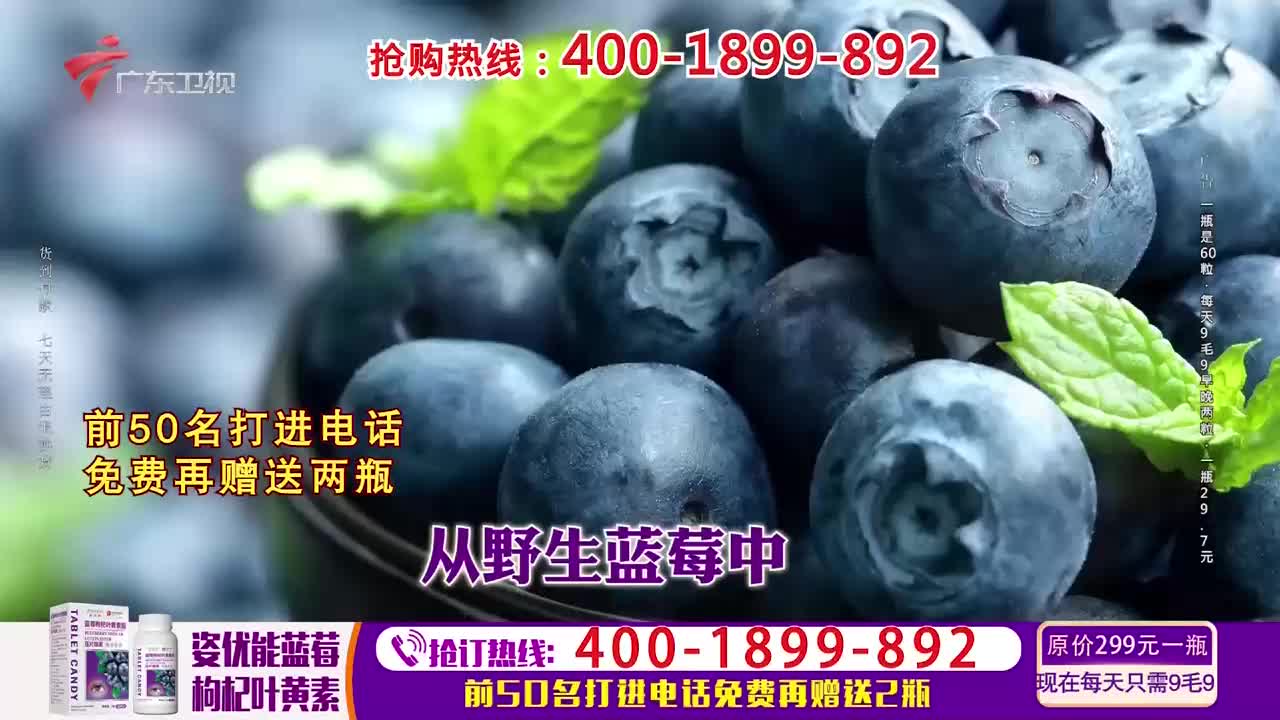 广东卫视
抢购热线：400-1899-892
一瓶是60粒·每天9毛9早晚两粒·一瓶29.7元
前50名打进电话
免费再赠送两瓶
从野生蓝莓中
TABLET CANDY
TABLET CANDY
姿优能蓝莓
枸杞叶黄素
抢订热线:400-1899-892
前50名打进电话免费再赠送2瓶
原价299元一瓶
现在每天只需9毛9